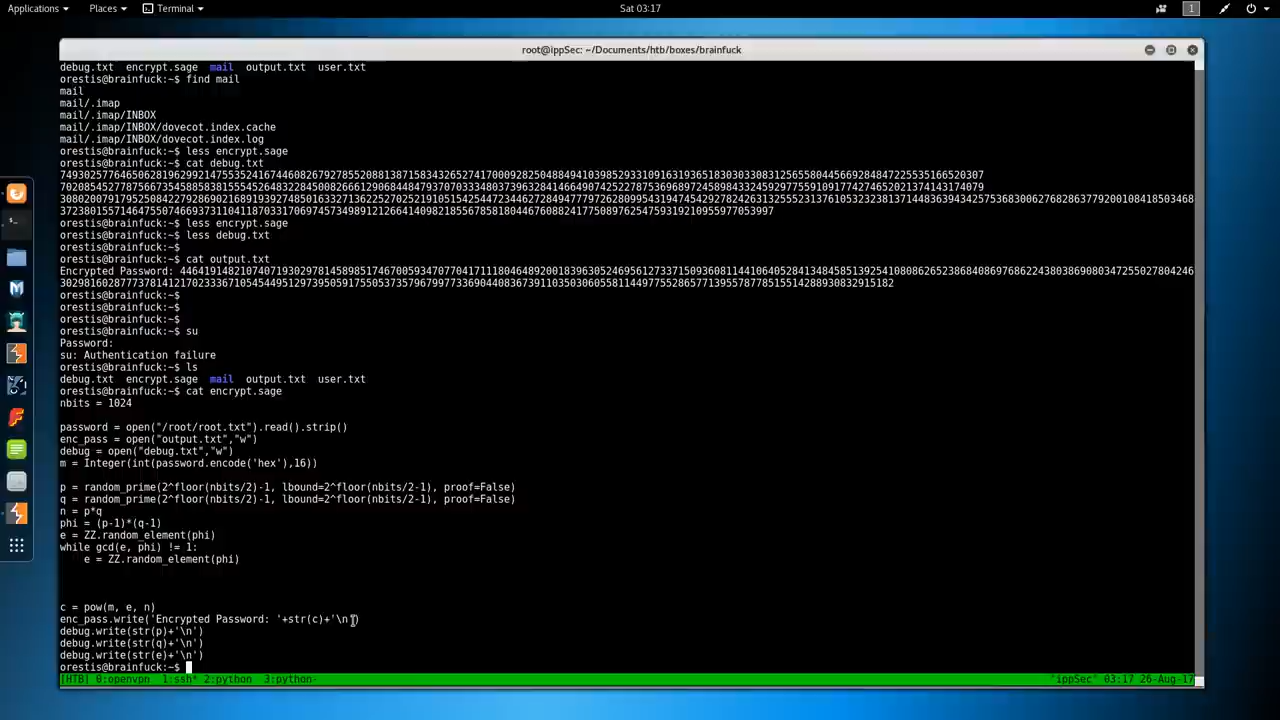 Applications Places Terminal Sat 03:17 1
root@ippSec: ~/Documents/htb/boxes/brainfuck
debug.txt encrypt.sage mail output.txt user.txt
orestis@brainfuck:~$ find mail
mail
mail/.imap
mail/.imap/INBOX
mail/.imap/INBOX/dovecot.index.cache
mail/.imap/INBOX/dovecot.index.log
orestis@brainfuck:~$ less encrypt.sage
orestis@brainfuck:~$ cat debug.txt
orestis@brainfuck:~$ less encrypt.sage
orestis@brainfuck:~$ less debug.txt
orestis@brainfuck:~$
orestis@brainfuck:~$ cat output.txt
Encrypted Password:
orestis@brainfuck:~$
orestis@brainfuck:~$
orestis@brainfuck:~$
orestis@brainfuck:~$ su
Password:
su: Authentication failure
orestis@brainfuck:~$ ls
debug.txt encrypt.sage mail output.txt user.txt
orestis@brainfuck:~$ cat encrypt.sage
nbits = 1024
password = open("/root/root.txt").read().strip()
enc_pass = open("output.txt","w")
debug = open("debug.txt","w")
m = Integer(int(password.encode('hex'),16))
p = random_prime(2^floor(nbits/2)-1, lbound=2^floor(nbits/2-1), proof=False)
q = random_prime(2^floor(nbits/2)-1, lbound=2^floor(nbits/2-1), proof=False)
n = p*q
phi = (p-1)*(q-1)
e = ZZ.random_element(phi)
while gcd(e, phi) != 1:
    e = ZZ.random_element(phi)
c = pow(m, e, n)
enc_pass.write('Encrypted Password: '+str(c)+'\n')
debug.write(str(p)+'\n')
debug.write(str(q)+'\n')
debug.write(str(e)+'\n')
orestis@brainfuck:~$
[HTB] 0:openvpn 1:ssh* 2:python 3:python- "ippSec" 03:17 26-Aug-17